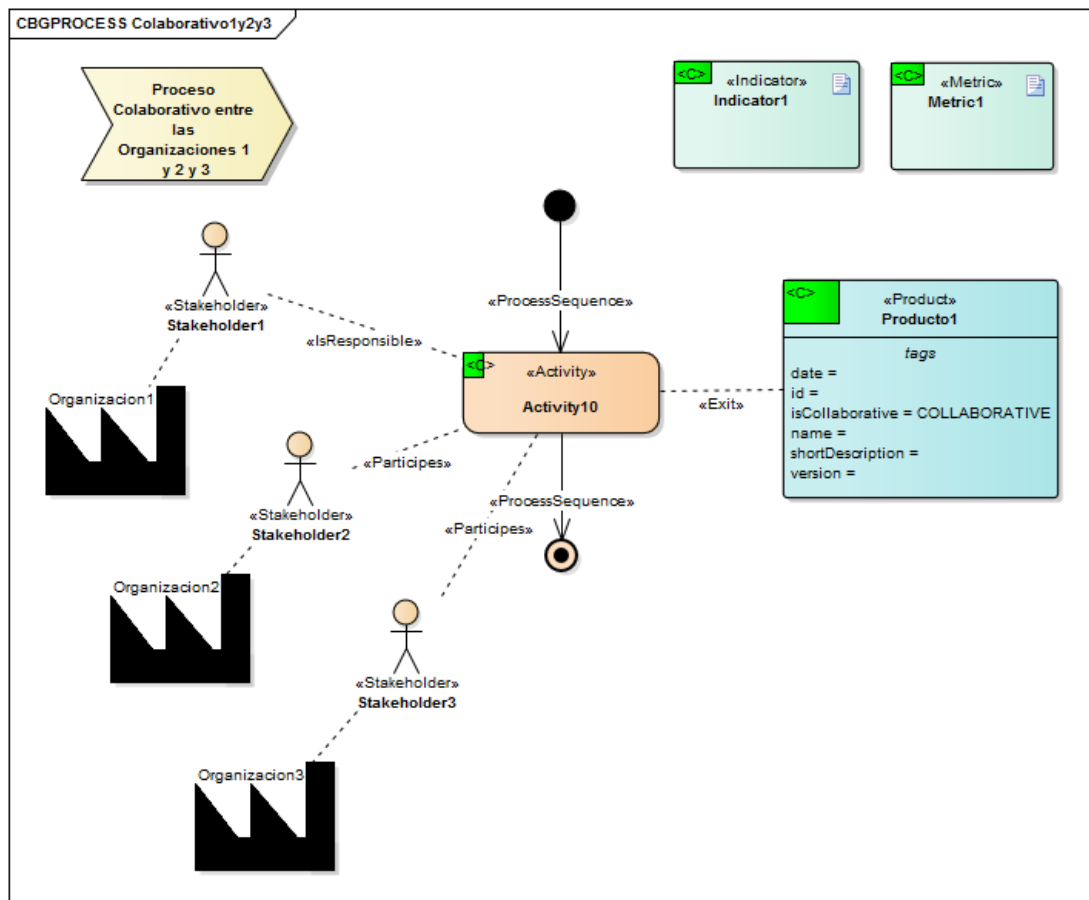 CBGPROCESS Colaborativo1y2y3
Proceso
Colaborativo entre
las
Organizaciones 1
y 2 y 3
<C>
«Indicator»
Indicator1
<C>
«Metric»
Metric1
«ProcessSequence»
«Stakeholder»
Stakeholder1
«IsResponsible»
<C>
«Activity»
Activity10
«Exit»
<C>
«Product»
Producto1
tags
date =
id =
isCollaborative = COLLABORATIVE
name =
shortDescription =
version =
Organizacion1
«Participes»
«Stakeholder»
Stakeholder2
«ProcessSequence»
«Participes»
Organizacion2
«Stakeholder»
Stakeholder3
Organizacion3